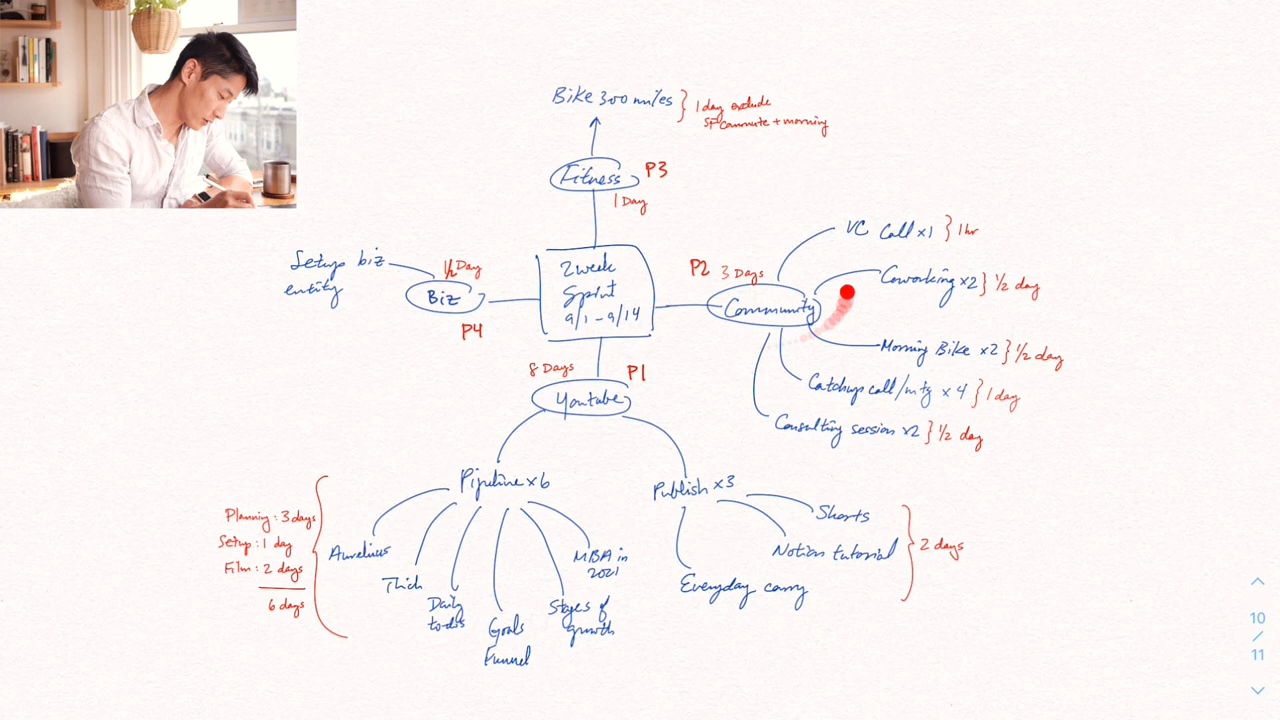 Bike 300 miles } 1 day exclude
SF commute + morning
Fitness P3
1 Day
VC Call x1 } 1hr
Setup biz
entity
1/2 Day
Biz
P4
2 week
Sprint
9/1 - 9/14
P2 3 Days
Community
Coworking x2 } 1/2 day
Morning Bike x2 } 1/2 day
Catchup call/mtg x 4 } 1 day
Consulting session x2 } 1/2 day
8 Days P1
Youtube
Pipeline x6
Publish x3
Planning : 3 days
Setup : 1 day
Film : 2 days
6 days
Aurelius
Thich
Daily
todos
Goals
Funnel
Stages of
growth
MBA in
2021
Shorts
Notion tutorial
Everyday carry
2 days
10
/
11